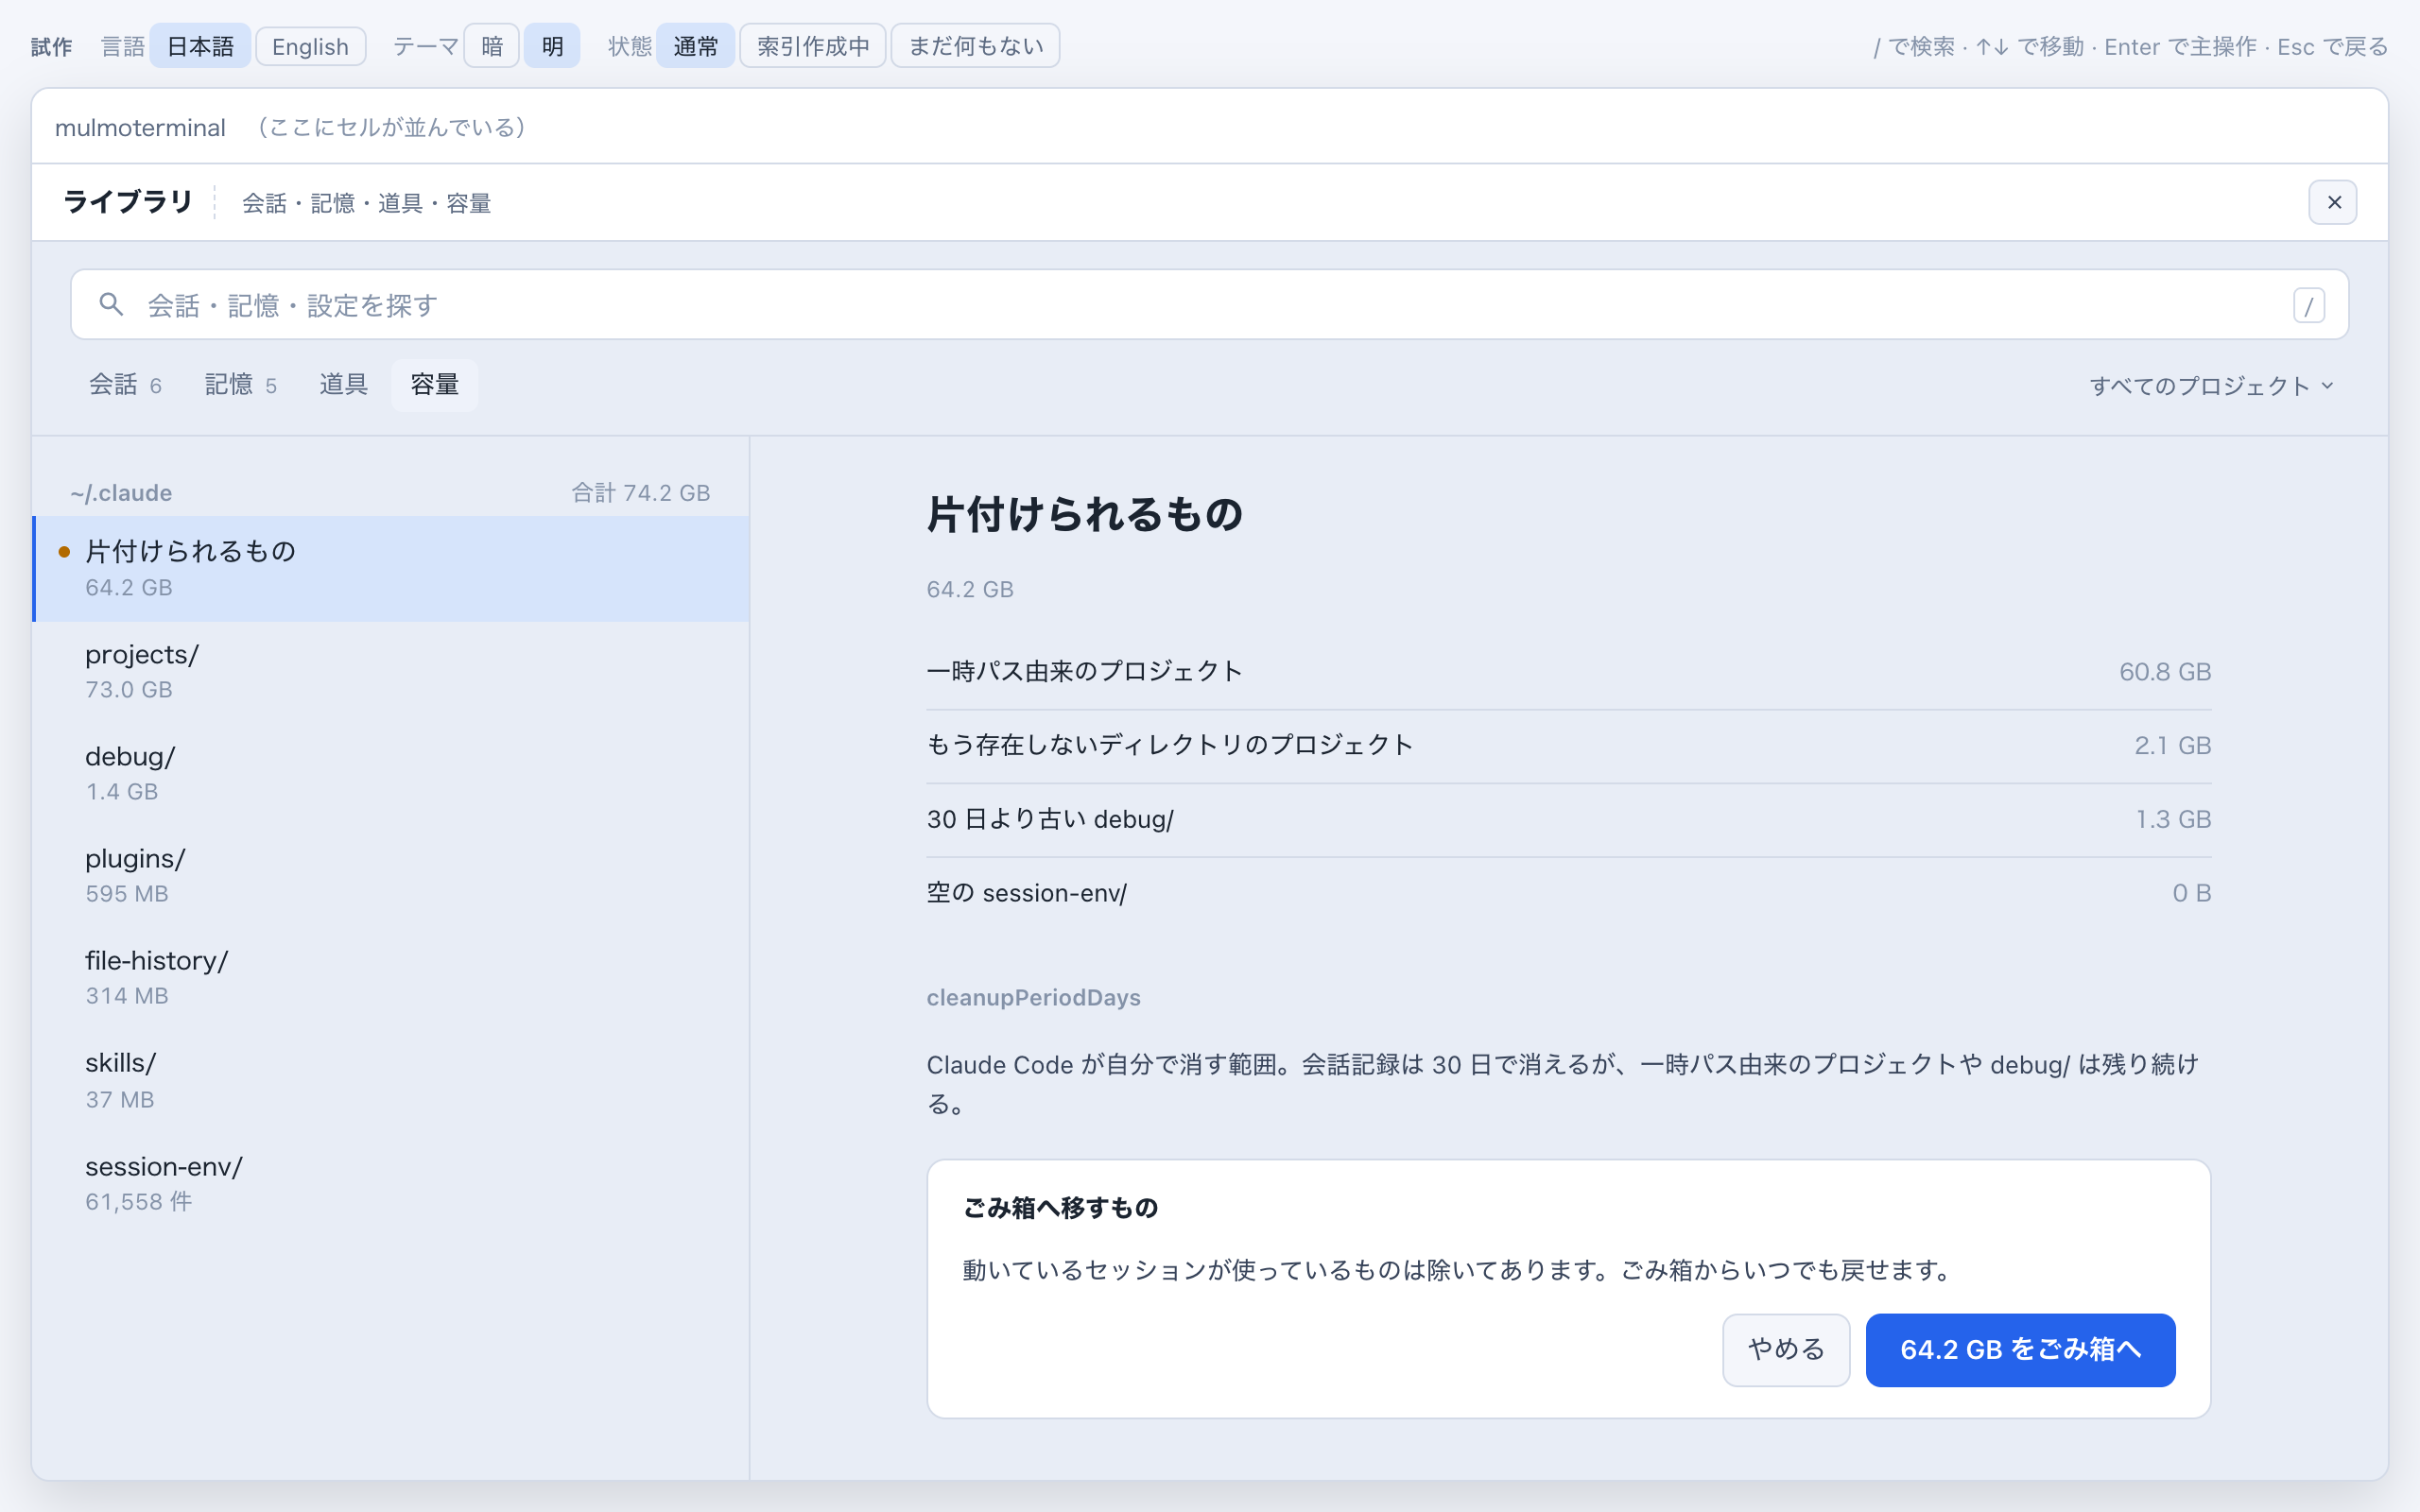 試作 言語 日本語 English テーマ 暗 明 状態 通常 索引作成中 まだ何もない / で検索 · ↑↓ で移動 · Enter で主操作 · Esc で戻る
mulmoterminal （ここにセルが並んでいる）
ライブラリ 会話・記憶・道具・容量 ×
会話・記憶・設定を探す /
会話 6 記憶 5 道具 容量 すべてのプロジェクト
~/.claude 合計 74.2 GB
片付けられるもの
64.2 GB
projects/
73.0 GB
debug/
1.4 GB
plugins/
595 MB
file-history/
314 MB
skills/
37 MB
session-env/
61,558 件
片付けられるもの
64.2 GB
一時パス由来のプロジェクト 60.8 GB
もう存在しないディレクトリのプロジェクト 2.1 GB
30 日より古い debug/ 1.3 GB
空の session-env/ 0 B
cleanupPeriodDays
Claude Code が自分で消す範囲。会話記録は 30 日で消えるが、一時パス由来のプロジェクトや debug/ は残り続け
る。
ごみ箱へ移すもの
動いているセッションが使っているものは除いてあります。ごみ箱からいつでも戻せます。
やめる 64.2 GB をごみ箱へ